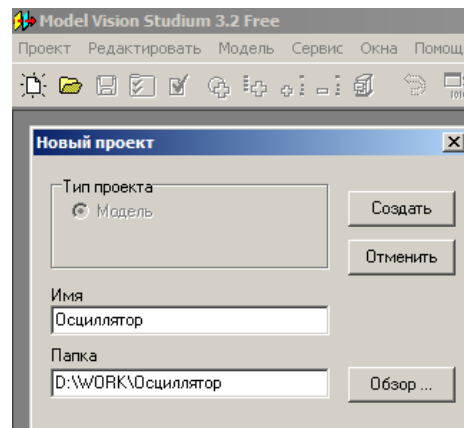 Model Vision Studium 3.2 Free
Проект Редактировать Модель Сервис Окна
Новый проект
Тип проекта
Модель
Создать
Отменить
Имя
Осциллятор
Папка
D:\WORK\Осциллятор
Обзор ...